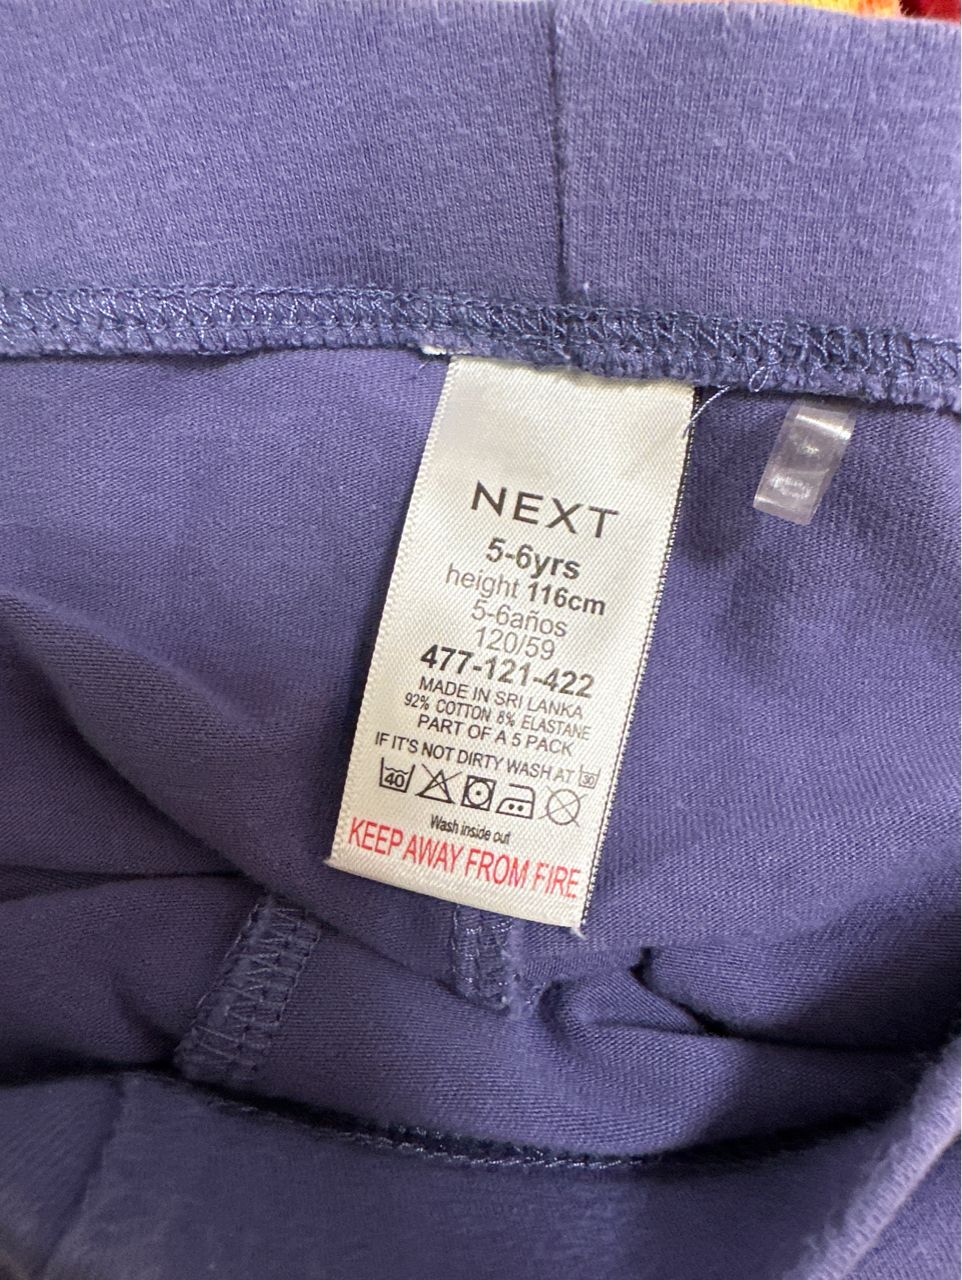 NEXT
5-6yrs
height 116cm
5-6años
120/59
477-121-422
MADE IN SRI LANKA
92% COTTON 8% ELASTANE
PART OF A 5 PACK
IF IT'S NOT DIRTY WASH AT 30
40
Wash inside out
KEEP AWAY FROM FIRE